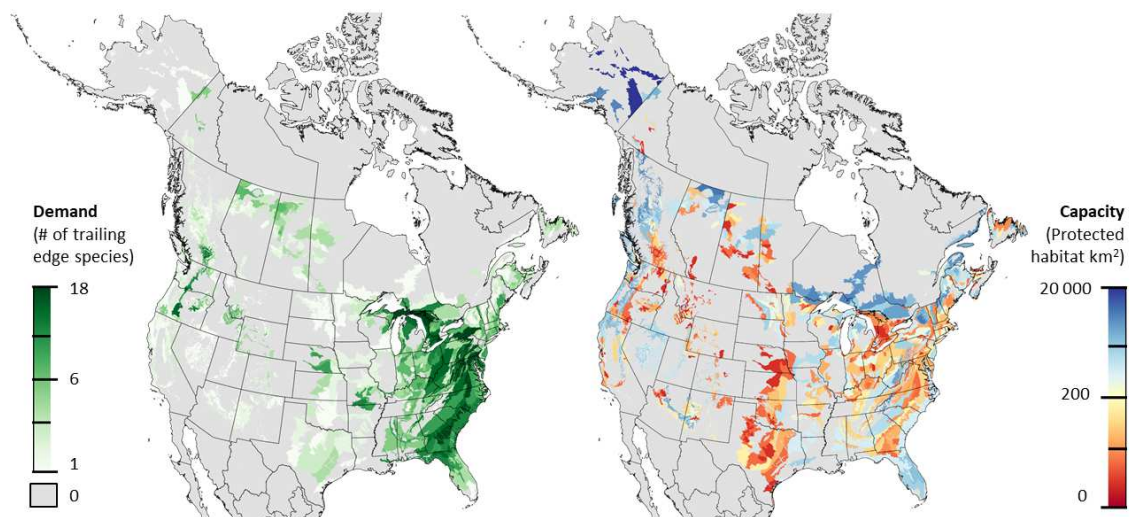 Demand
(# of trailing
edge species)
18
6
1
0
Capacity
(Protected
habitat km²)
20 000
200
0